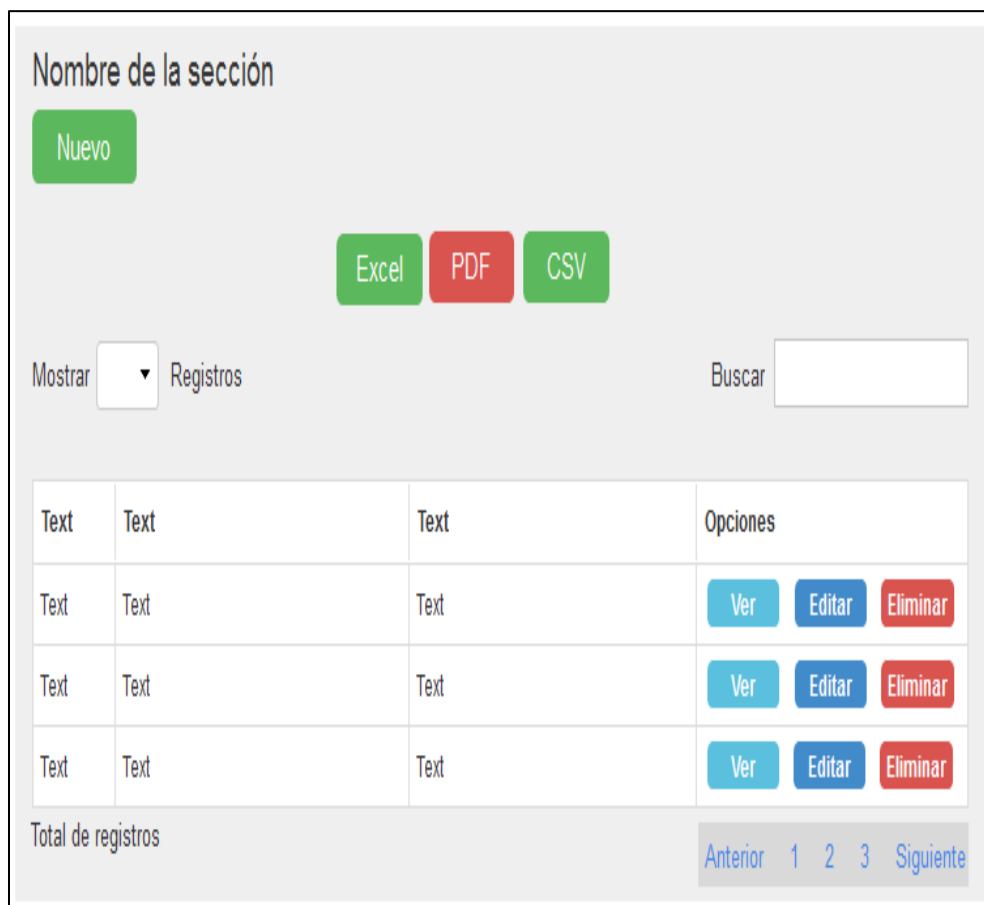 Nombre de la sección
Nuevo
Excel PDF CSV
Mostrar Registros Buscar
Text Text Text Opciones
Text Text Text Ver Editar Eliminar
Text Text Text Ver Editar Eliminar
Text Text Text Ver Editar Eliminar
Total de registros
Anterior 1 2 3 Siguiente